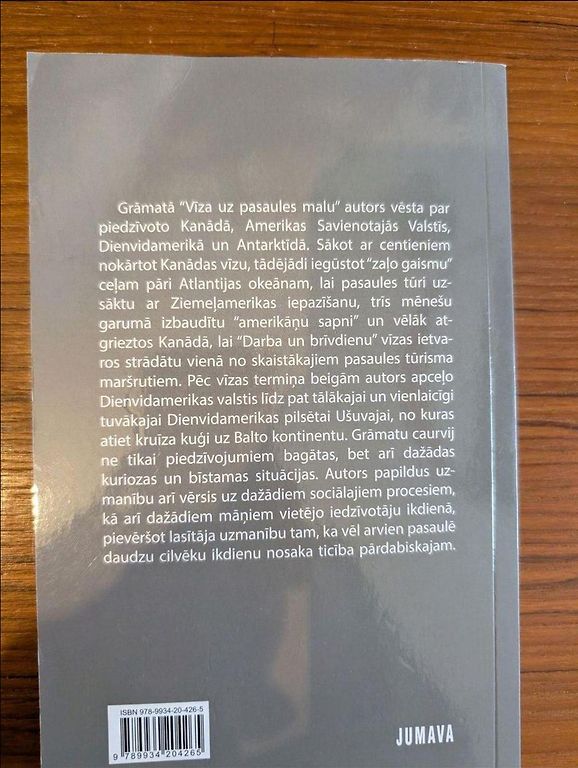 Grāmatā "Vīza uz pasaules malu" autors vēsta par
piedzīvoto Kanādā, Amerikas Savienotajās Valstīs,
Dienvidamerikā un Antarktīdā. Sākot ar centieniem
nokārtot Kanādas vīzu, tādējādi iegūstot "zaļo gaismu"
ceļam pāri Atlantijas okeānam, lai pasaules tūri uz-
sāktu ar Ziemeļamerikas iepazīšanu, trīs mēnešu
garumā izbaudītu "amerikāņu sapni" un vēlāk at-
grieztos Kanādā, lai "Darba un brīvdienu" vīzas ietva-
ros strādātu vienā no skaistākajiem pasaules tūrisma
maršrutiem. Pēc vīzas termiņa beigām autors apceļo
Dienvidamerikas valstis līdz pat tālākajai un vienlaicīgi
tuvākajai Dienvidamerikas pilsētai Ušuvajai, no kuras
atiet kruīza kuģi uz Balto kontinentu. Grāmatu caurvij
ne tikai piedzīvojumiem bagātas, bet arī dažādas
kuriozas un bīstamas situācijas. Autors papildus uz-
manību arī vērsis uz dažādiem sociālajiem procesiem,
kā arī dažādiem māņiem vietējo iedzīvotāju ikdienā,
pievēršot lasītāja uzmanību tam, ka vēl arvien pasaulē
daudzu cilvēku ikdienu nosaka ticība pārdabiskajam.
ISBN 978-9934-20-426-5
9 789934 204265
JUMAVA